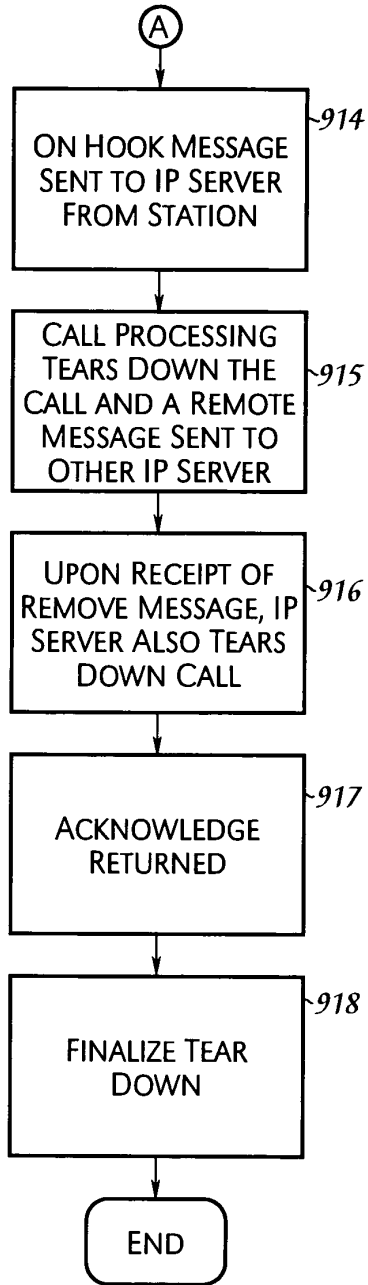 A
914
ON HOOK MESSAGE
SENT TO IP SERVER
FROM STATION
915
CALL PROCESSING
TEARS DOWN THE
CALL AND A REMOTE
MESSAGE SENT TO
OTHER IP SERVER
916
UPON RECEIPT OF
REMOVE MESSAGE, IP
SERVER ALSO TEARS
DOWN CALL
917
ACKNOWLEDGE
RETURNED
918
FINALIZE TEAR
DOWN
END